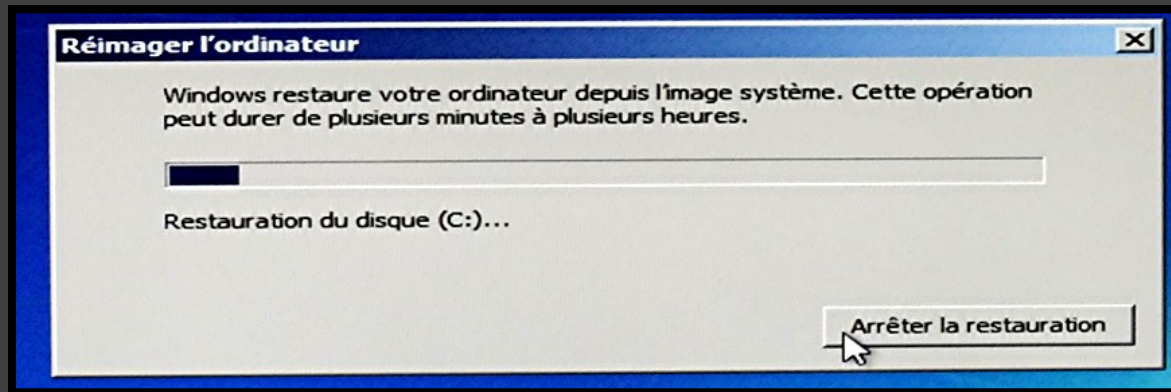 Réimager l'ordinateur
Windows restaure votre ordinateur depuis l'image système. Cette opération
peut durer de plusieurs minutes à plusieurs heures.
Restauration du disque (C:)...
Arrêter la restauration